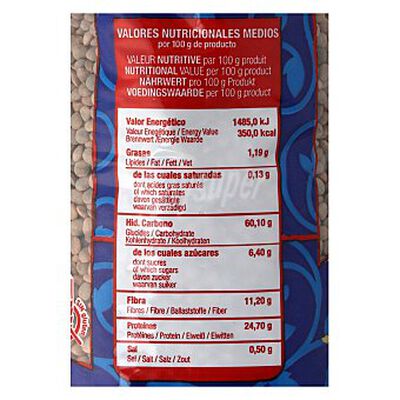 VALORES NUTRICIONALES MEDIOS
por 100 g de producto
VALEUR NUTRITIVE par 100 g produit
NUTRITIONAL VALUE per 100 g product
NÄHRWERT pro 100 g Produkt
VOEDINGSWAARDE per 100 g product
Valor Energético 1485,0 kJ
Valeur Energétique / Energy Value 350,0 kcal
Brennwert / Energie Waarde
Grasas 1,19 g
Lipides / Fat / Fett / Vet
de las cuales saturadas 0,13 g
dont acides gras saturés
of which saturates
davon gesättigte
waarvan verzadigd
Hid. Carbono 60,10 g
Glucides / Carbohydrate
Kohlenhydrate / Koolhydraten
de los cuales azúcares 6,40 g
dont sucres
of which sugars
davon zucker
waarvan suiker
Fibra 11,20 g
Fibres / Fibre / Ballaststoffe / Fiber
Proteínas 24,70 g
Protéines / Protein / Eiweiß / Eiwitten
Sal 0,50 g
Sel / Salt / Salz / Zout